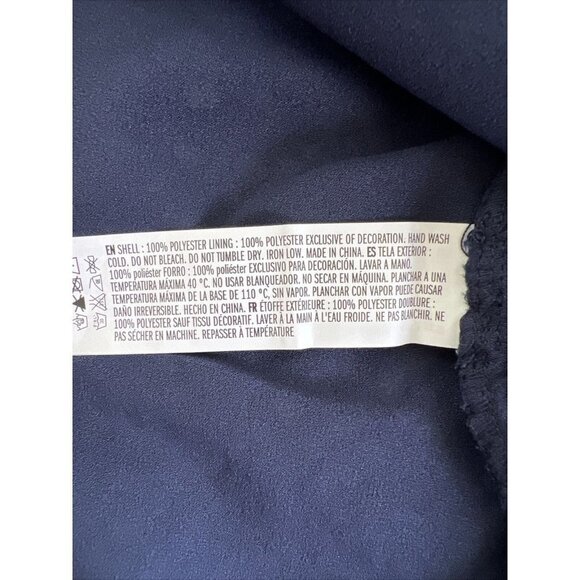 EN SHELL : 100% POLYESTER LINING : 100% POLYESTER EXCLUSIVE OF DECORATION. HAND WASH
COLD. DO NOT BLEACH. DO NOT TUMBLE DRY. IRON LOW. MADE IN CHINA. ES TELA EXTERIOR :
100% poliéster FORRO : 100% poliéster EXCLUSIVO PARA DECORACIÓN. LAVAR A MANO.
TEMPERATURA MÁXIMA 40 °C. NO USAR BLANQUEADOR. NO SECAR EN MÁQUINA. PLANCHAR A UNA
TEMPERATURA MÁXIMA DE LA BASE DE 110 °C, SIN VAPOR. PLANCHAR CON VAPOR PUEDE CAUSAR
DAÑO IRREVERSIBLE. HECHO EN CHINA. FR ÉTOFFE EXTÉRIEURE : 100% POLYESTER DOUBLURE :
100% POLYESTER SAUF TISSU DÉCORATIF. LAVER À LA MAIN À L'EAU FROIDE. NE PAS BLANCHIR. NE
PAS SÉCHER EN MACHINE. REPASSER À TEMPÉRATURE